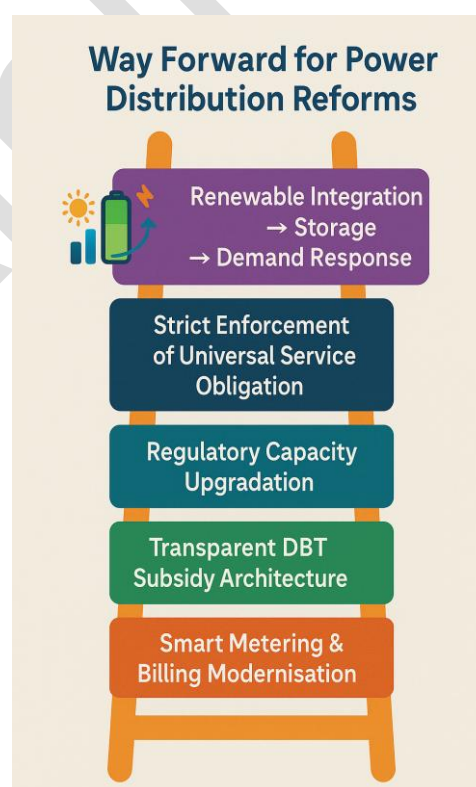 Way Forward for Power
Distribution Reforms
Renewable Integration
→ Storage
→ Demand Response
Strict Enforcement
of Universal Service
Obligation
Regulatory Capacity
Upgradation
Transparent DBT
Subsidy Architecture
Smart Metering &
Billing Modernisation